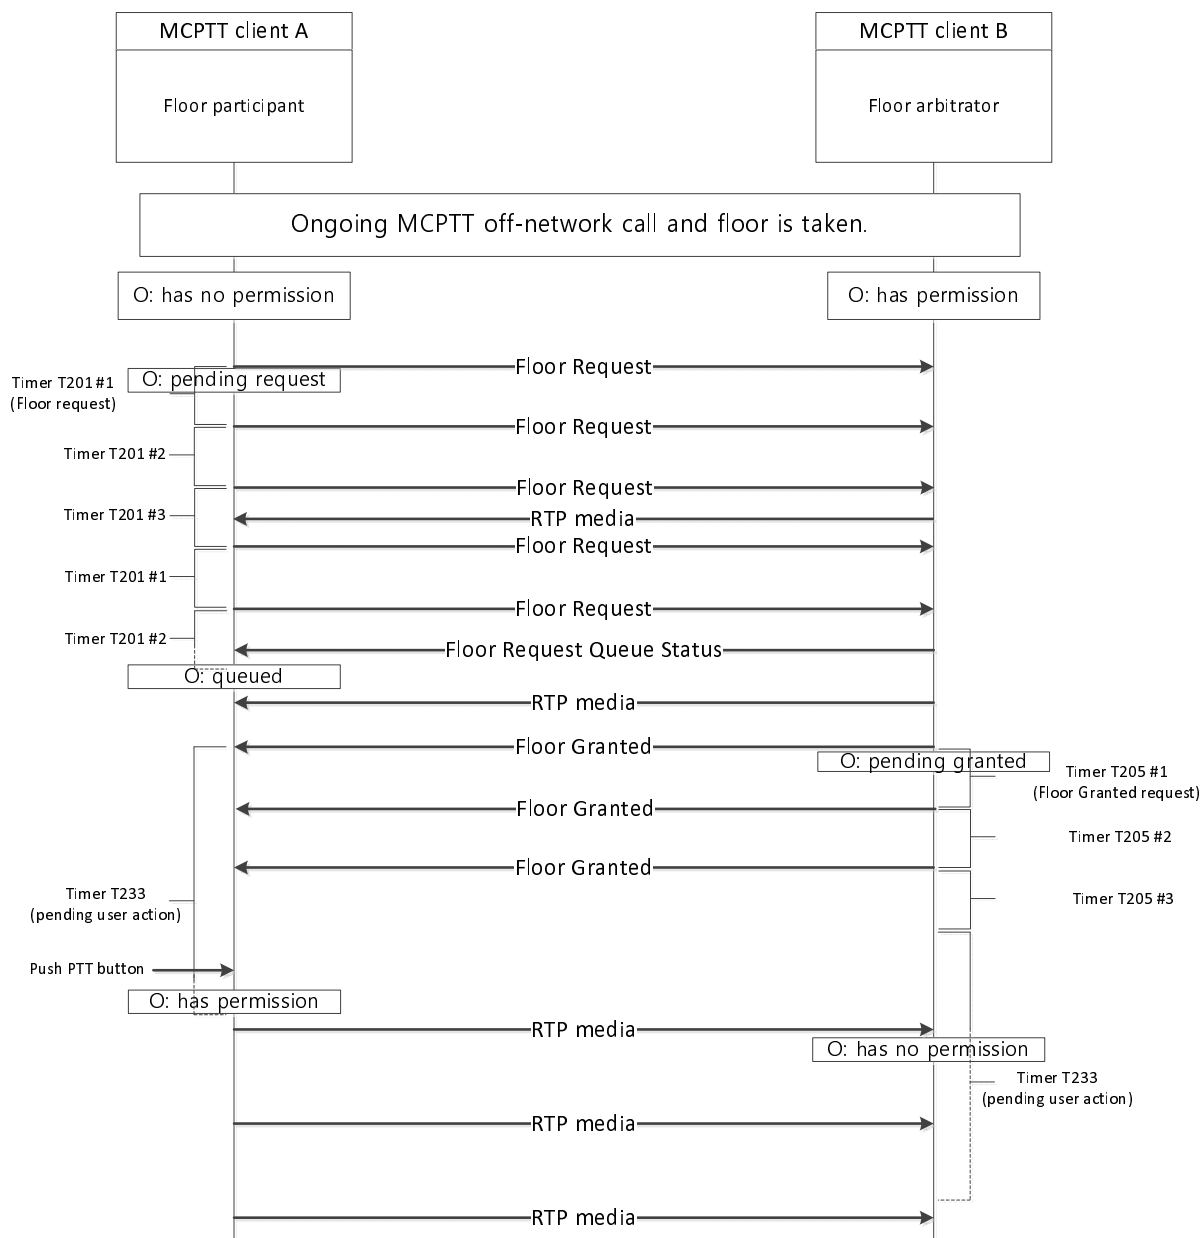 MCPTT client A
MCPTT client B
Floor participant
Floor arbitrator
Ongoing MCPTT off-network call and floor is taken.
O: has no permission
O: has permission
Floor Request
O: pending request
Timer T201 #1
(Floor request)
Floor Request
Timer T201 #2
Floor Request
Timer T201 #3
RTP media
Floor Request
Timer T201 #1
Floor Request
Timer T201 #2
Floor Request Queue Status
O: queued
RTP media
Floor Granted
O: pending granted
Timer T205 #1
(Floor Granted request)
Floor Granted
Timer T205 #2
Floor Granted
Timer T233
(pending user action)
Timer T205 #3
Push PTT button
O: has permission
RTP media
O: has no permission
Timer T233
(pending user action)
RTP media
RTP media